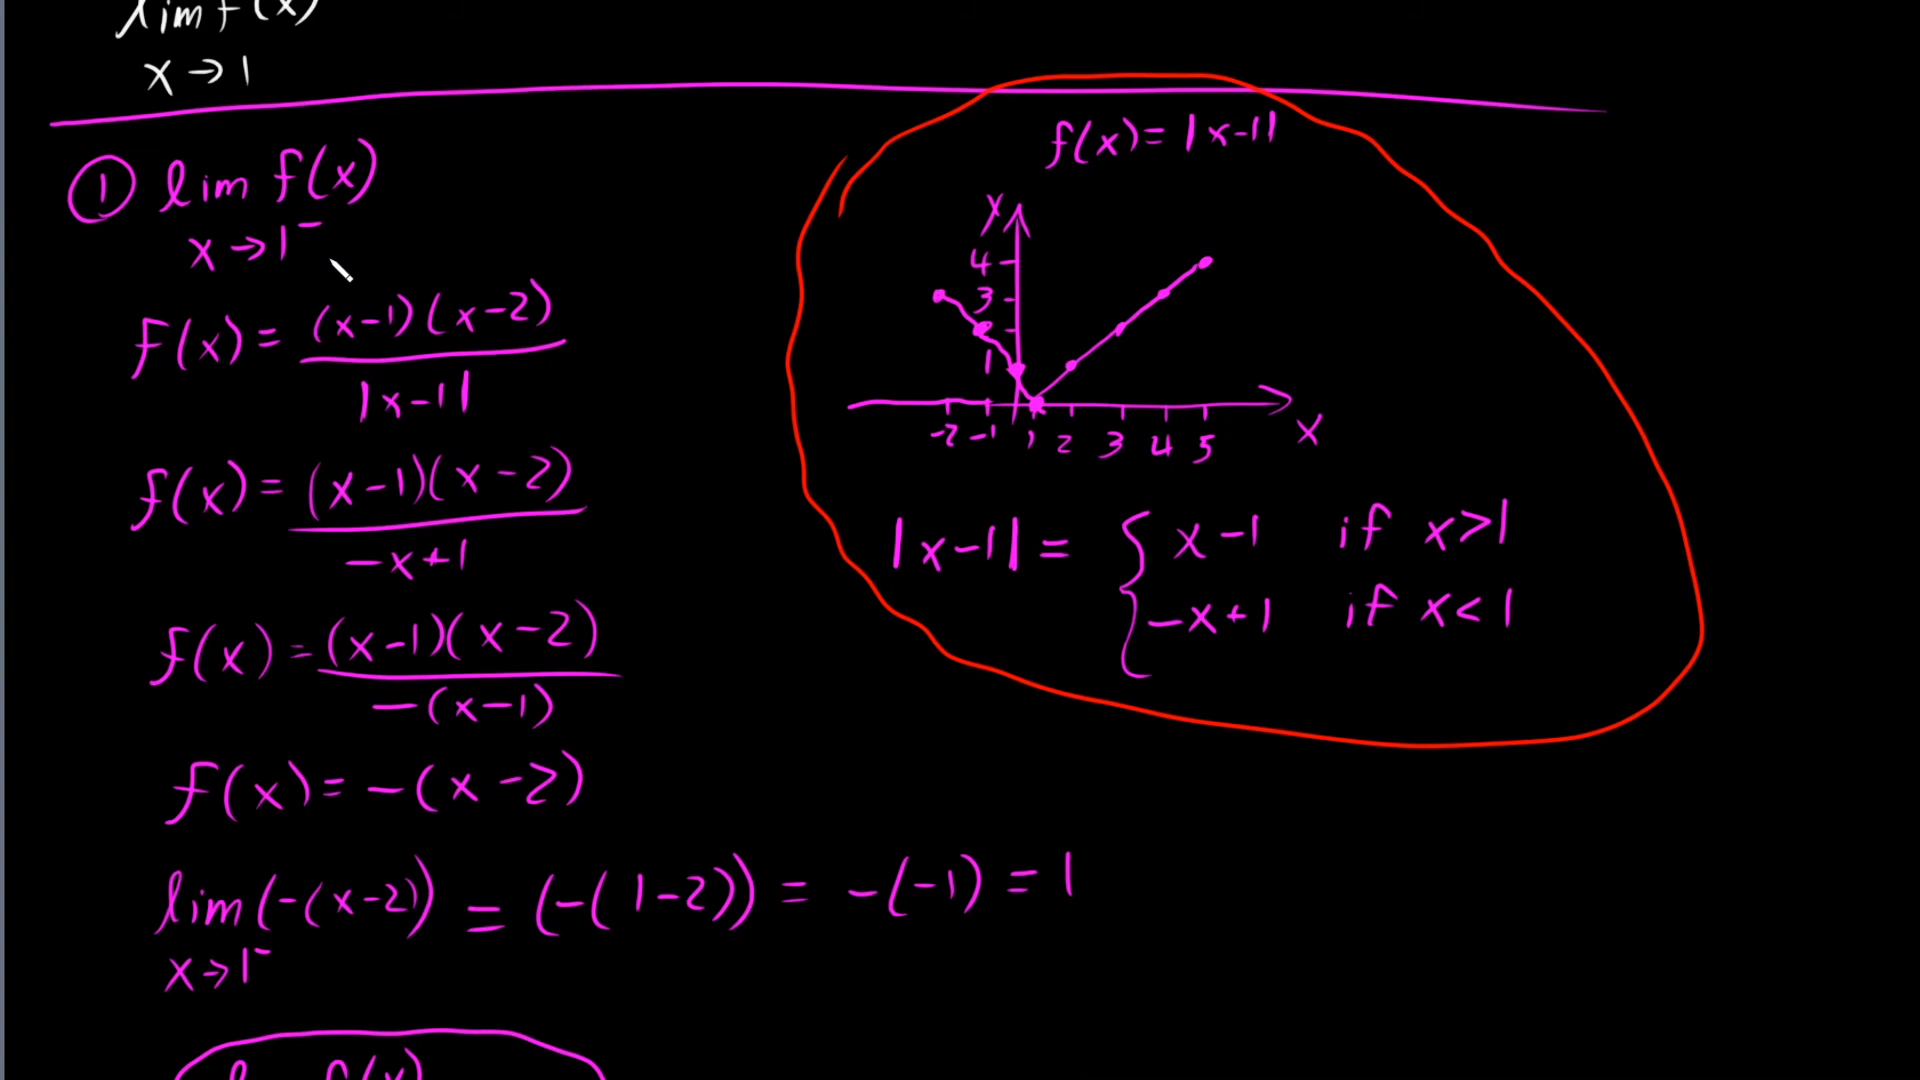 lim f(x)
x→1
① lim f(x)
x→1⁻
f(x) = (x-1)(x-2)
|x-1|
f(x) = (x-1)(x-2)
-x+1
f(x) = (x-1)(x-2)
-(x-1)
f(x) = -(x-2)
lim (-(x-2)) = (-(1-2)) = -(-1) = 1
x→1⁻
f(x) = |x-1|
Y
4
3
2
1
-2 -1 1 2 3 4 5
X
|x-1| = { x-1 if x>1
-x+1 if x<1
f(x)